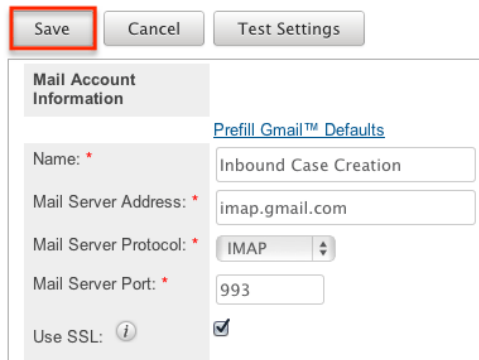 Save Cancel Test Settings
Mail Account
Information
Prefill Gmail™ Defaults
Name: * Inbound Case Creation
Mail Server Address: * imap.gmail.com
Mail Server Protocol: * IMAP
Mail Server Port: * 993
Use SSL: i